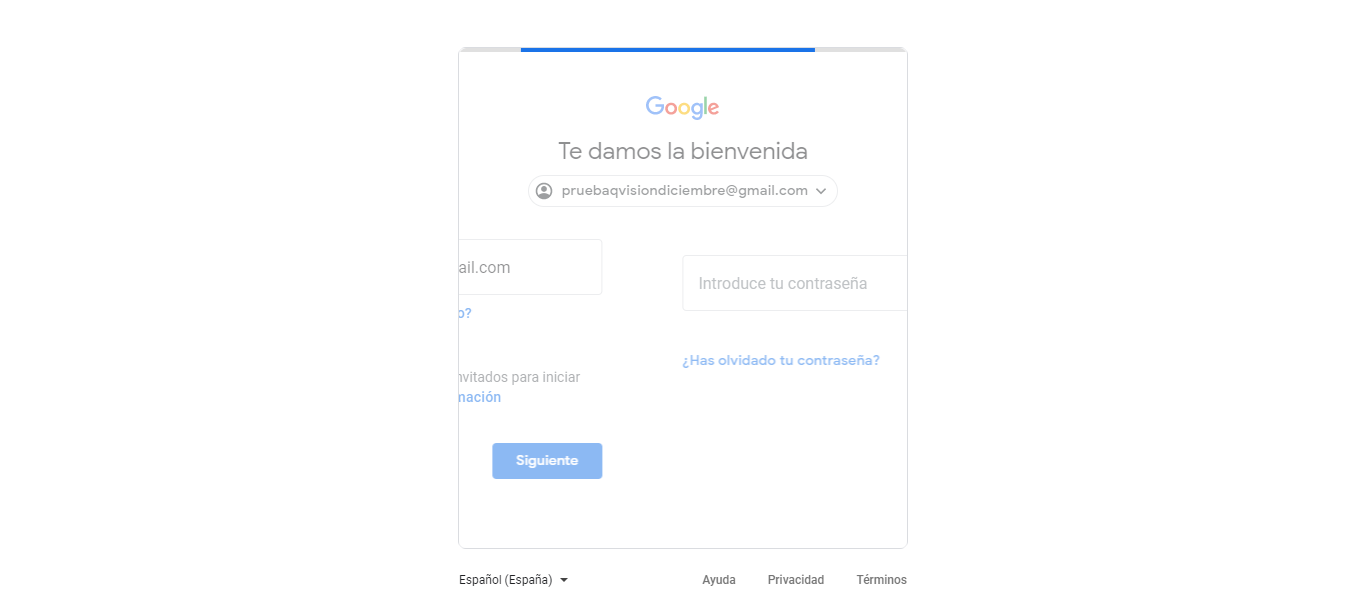 Google
Te damos la bienvenida
pruebaqvisiondiciembre@gmail.com
ail.com
Introduce tu contraseña
o?
¿Has olvidado tu contraseña?
nvitados para iniciar
mación
Siguiente
Español (España)
Ayuda Privacidad Términos